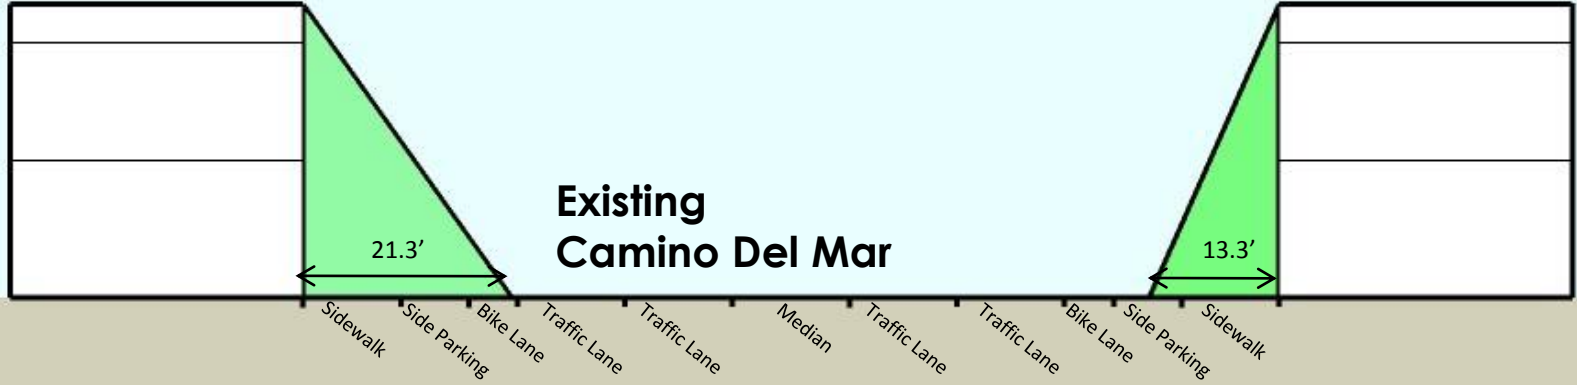 Existing
Camino Del Mar
21.3’
13.3’
Sidewalk
Side Parking
Bike Lane
Traffic Lane
Traffic Lane
Median
Traffic Lane
Traffic Lane
Bike Lane
Side Parking
Sidewalk